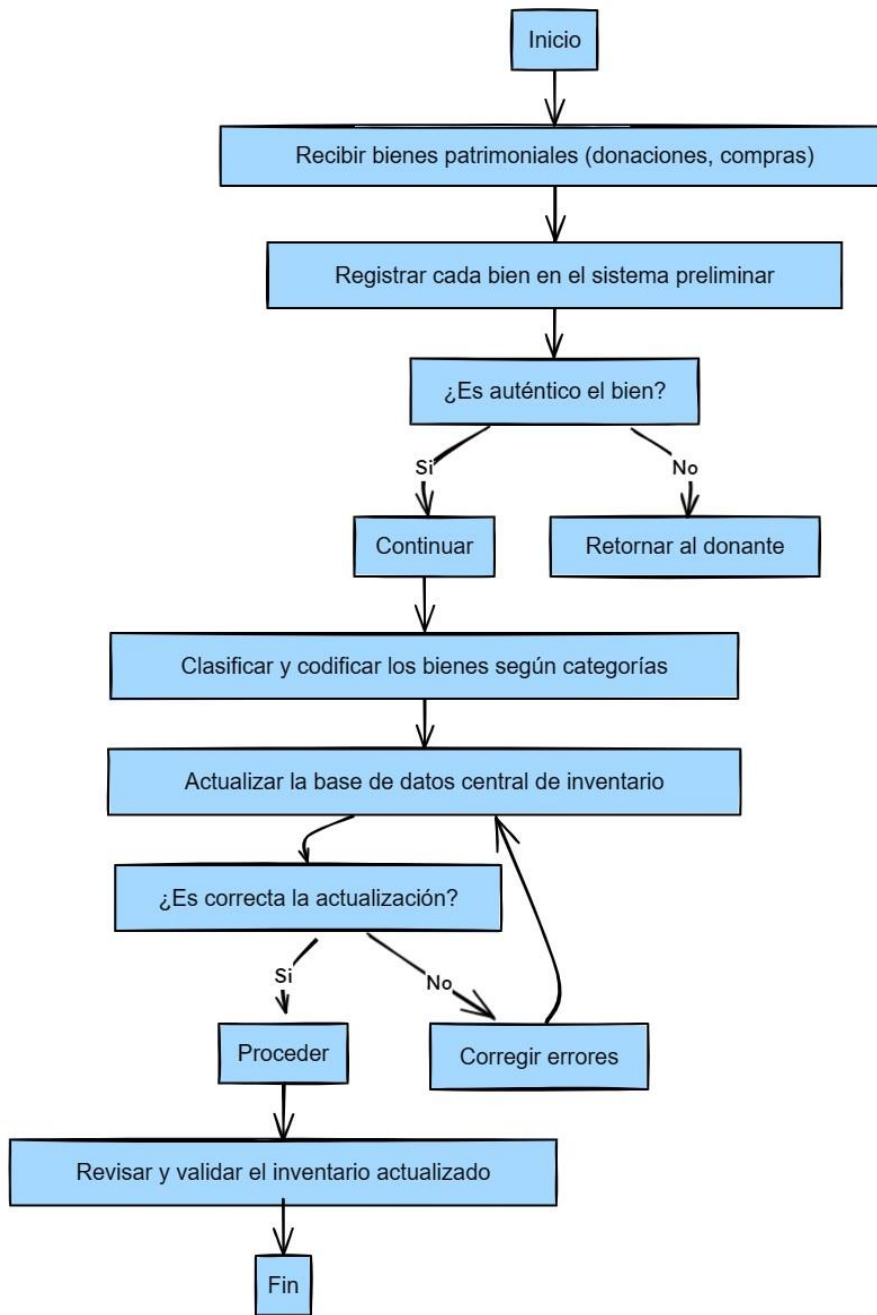 Inicio
Recibir bienes patrimoniales (donaciones, compras)
Registrar cada bien en el sistema preliminar
¿Es auténtico el bien?
Si
No
Continuar
Retornar al donante
Clasificar y codificar los bienes según categorías
Actualizar la base de datos central de inventario
¿Es correcta la actualización?
Si
No
Proceder
Corregir errores
Revisar y validar el inventario actualizado
Fin